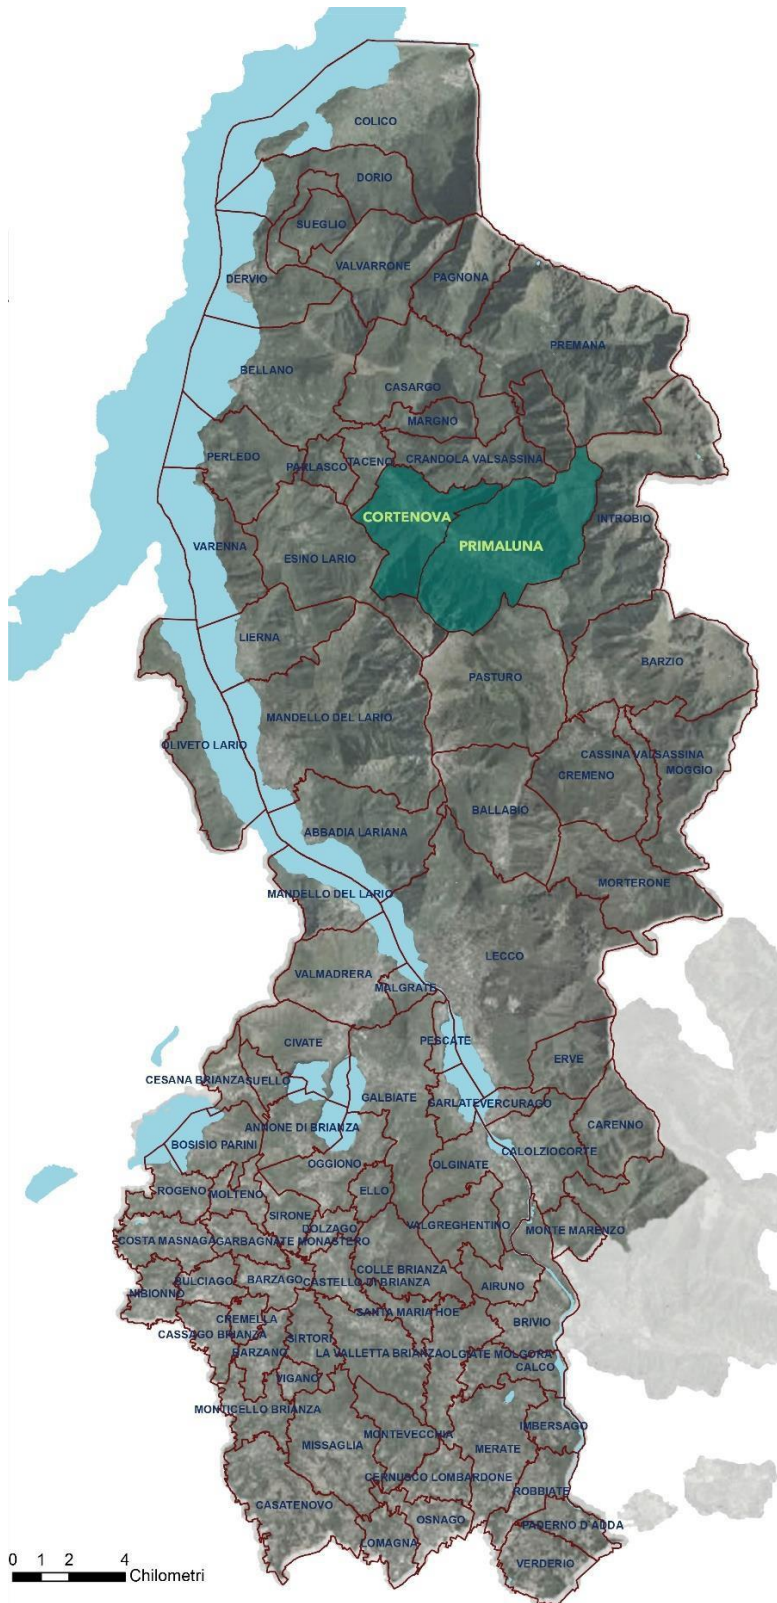 COLICO
DORIO
SUEGLIO
VALVARRONE
DERVIO
PAGNONA
PREMANA
BELLANO
CASARGO
MARGNO
PERLEDO
PARLASCO
TACENO
CRANDOLA VALSASSINA
CORTENOVA
INTROBIO
PRIMALUNA
VARENNA
ESINO LARIO
LIERNA
BARZIO
PASTURO
MANDELLO DEL LARIO
OLIVETO LARIO
CASSINA VALSASSINA
CREMENO
MOGGIO
BALLABIO
ABBADIA LARIANA
MORTERONE
MANDELLO DEL LARIO
LECCO
VALMADRERA
MALGRATE
CIVATE
PESCATE
ERVE
CESANA BRIANZA
SUELLO
GALBIATE
GARLATE
VERCURAGO
ANNONE DI BRIANZA
CARENNO
BOSISIO PARINI
CALOLZIOCORTE
OGGIONO
OLGINATE
ROGENO
MOLTENO
ELLO
SIRONE
DOLZAGO
VALGREGHENTINO
MONTE MARENZO
COSTA MASNAGA
GARBAGNATE MONASTERO
COLLE BRIANZA
BULCIAGO
BARZAGO
CASTELLO DI BRIANZA
AIRUNO
NIBIONNO
SANTA MARIA HOE
CREMELLA
BRIVIO
CASSAGO BRIANZA
SIRTORI
BARZANO
LA VALLETTA BRIANZA
OLGIATE MOLGORA
CALCO
VIGANO
MONTICELLO BRIANZA
IMBERSAGO
MISSAGLIA
MONTEVECCHIA
MERATE
CERNUSCO LOMBARDONE
ROBBIATE
CASATENOVO
OSNAGO
PADERNO D'ADDA
LOMAGNA
VERDERIO
0 1 2 4
Chilometri